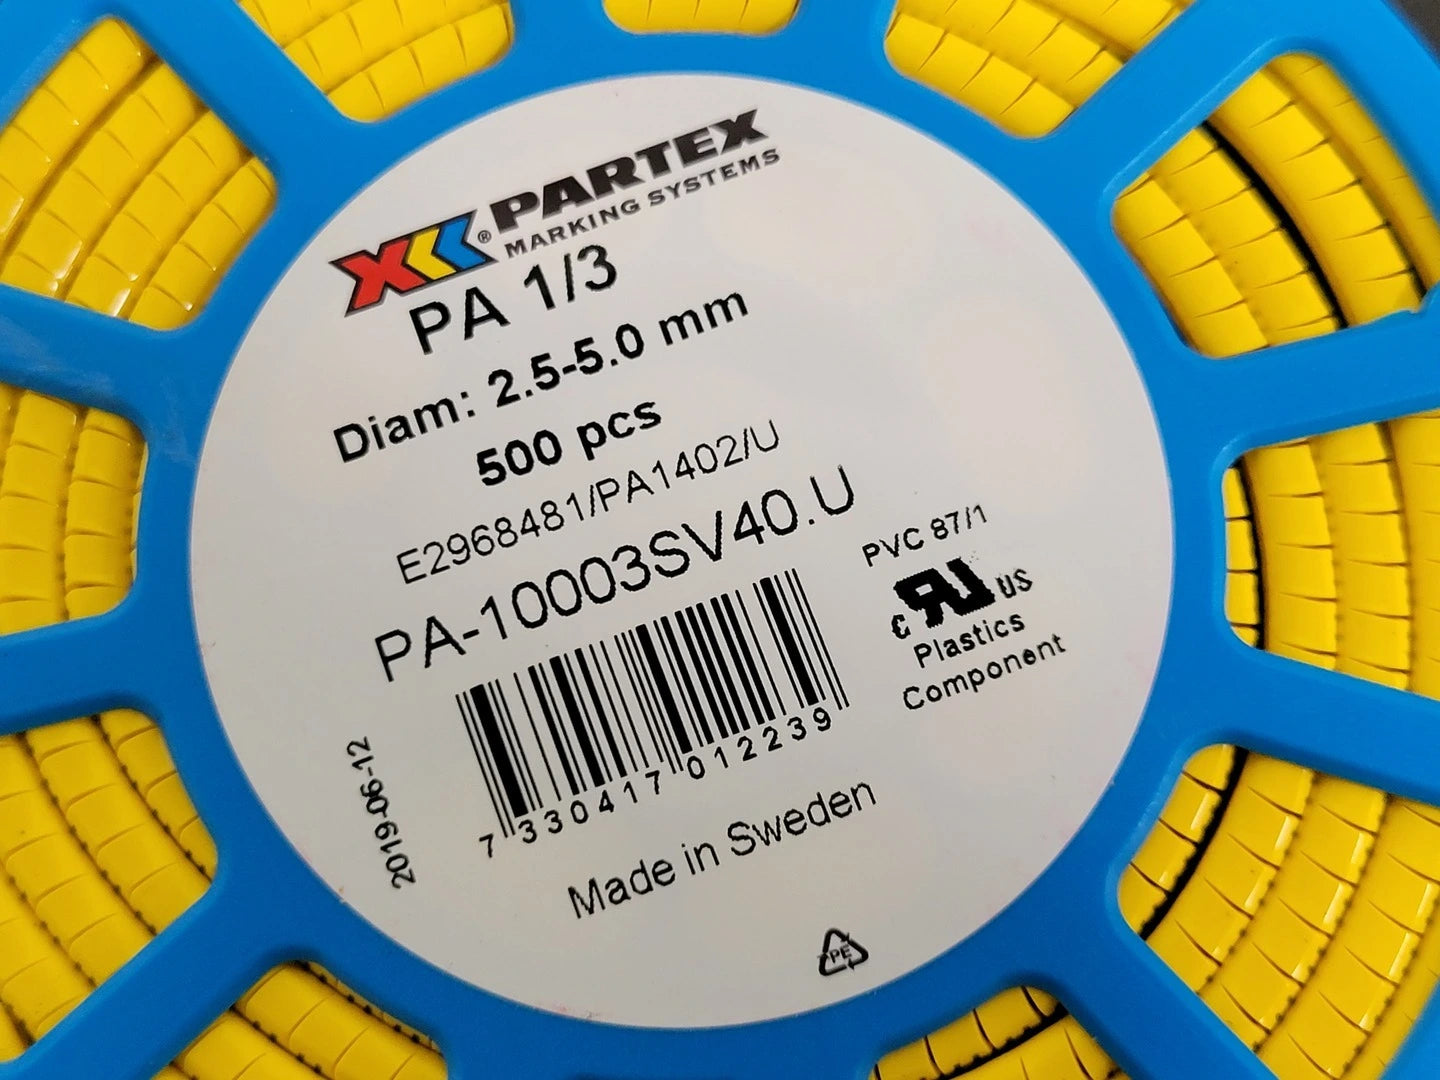 PARTEX
® MARKING SYSTEMS
PA 1/3
Diam: 2.5-5.0 mm
500 pcs
E2968481/PA1402/U
PA-10003SV40.U
PVC 87/1
c RU US
Plastics
Component
7 330417 012239
2019-06-12
Made in Sweden
PE